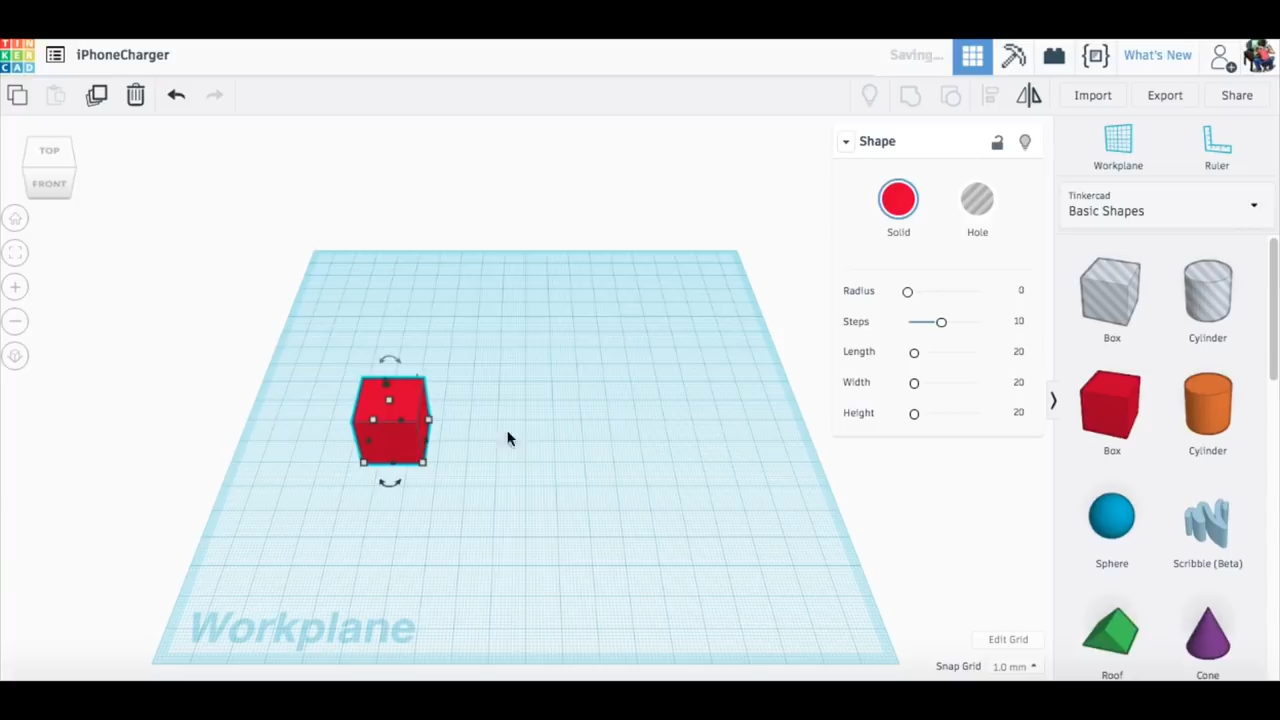 TIN
KER
CAD
iPhoneCharger
Saving...
What's New
Import
Export
Share
TOP
FRONT
Shape
Solid
Hole
Radius 0
Steps 10
Length 20
Width 20
Height 20
Workplane
Ruler
Tinkercad
Basic Shapes
Box
Cylinder
Box
Cylinder
Sphere
Scribble (Beta)
Roof
Cone
Workplane
Edit Grid
Snap Grid 1.0 mm